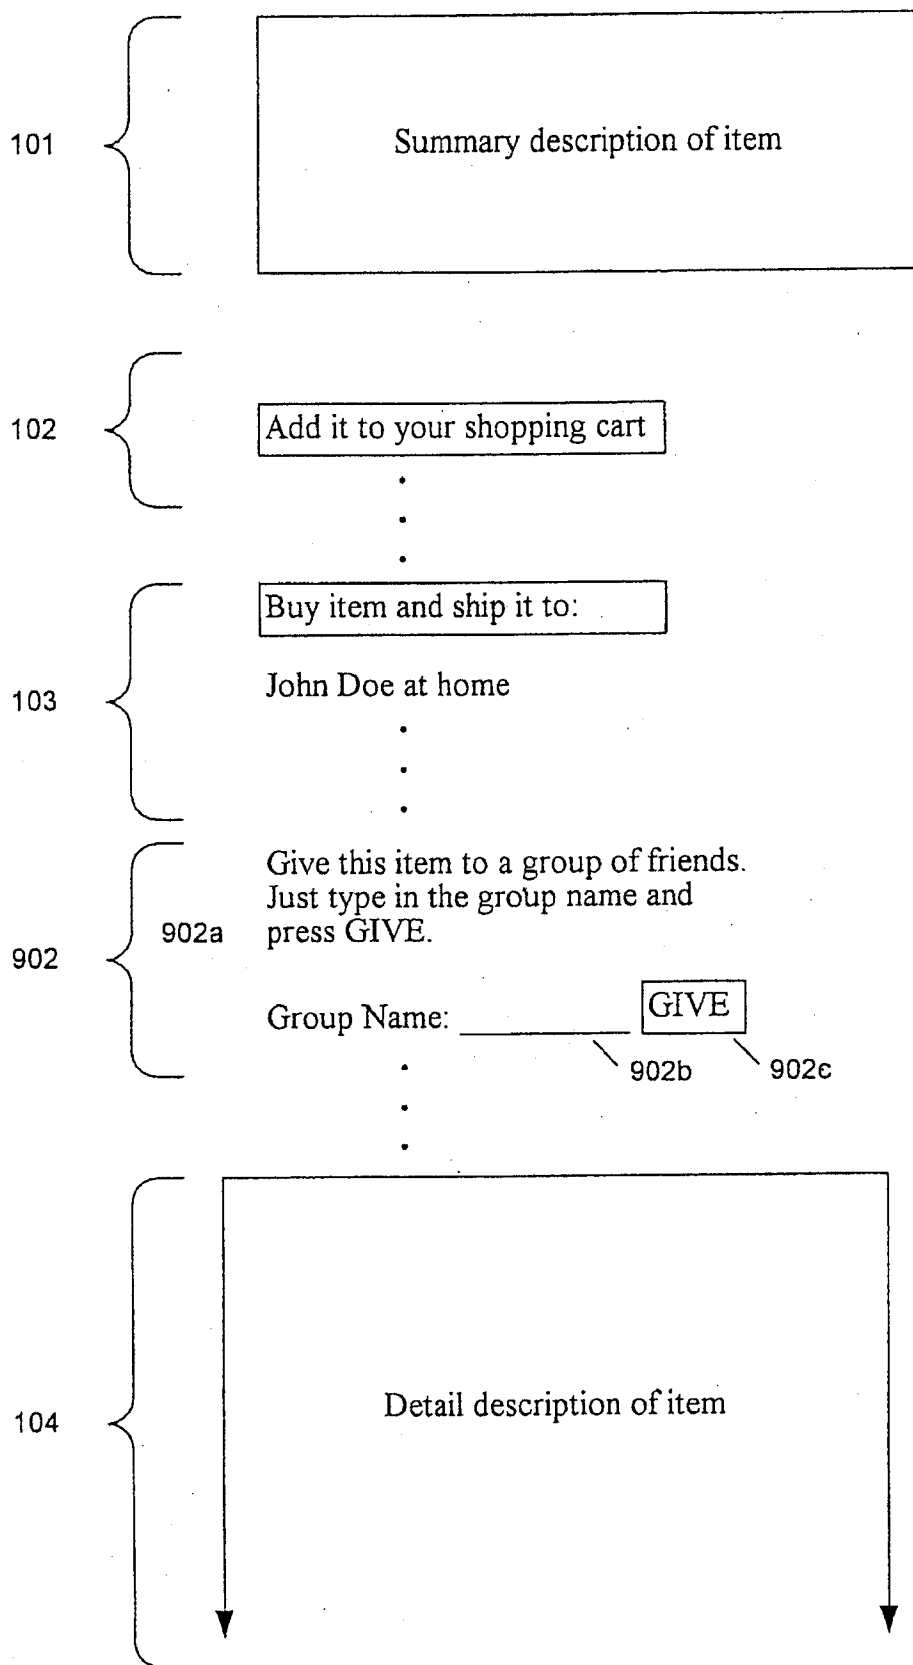 101
Summary description of item
102
Add it to your shopping cart
Buy item and ship it to:
103
John Doe at home
Give this item to a group of friends.
Just type in the group name and
902a
press GIVE.
902
Group Name: ________ GIVE
902b
902c
104
Detail description of item